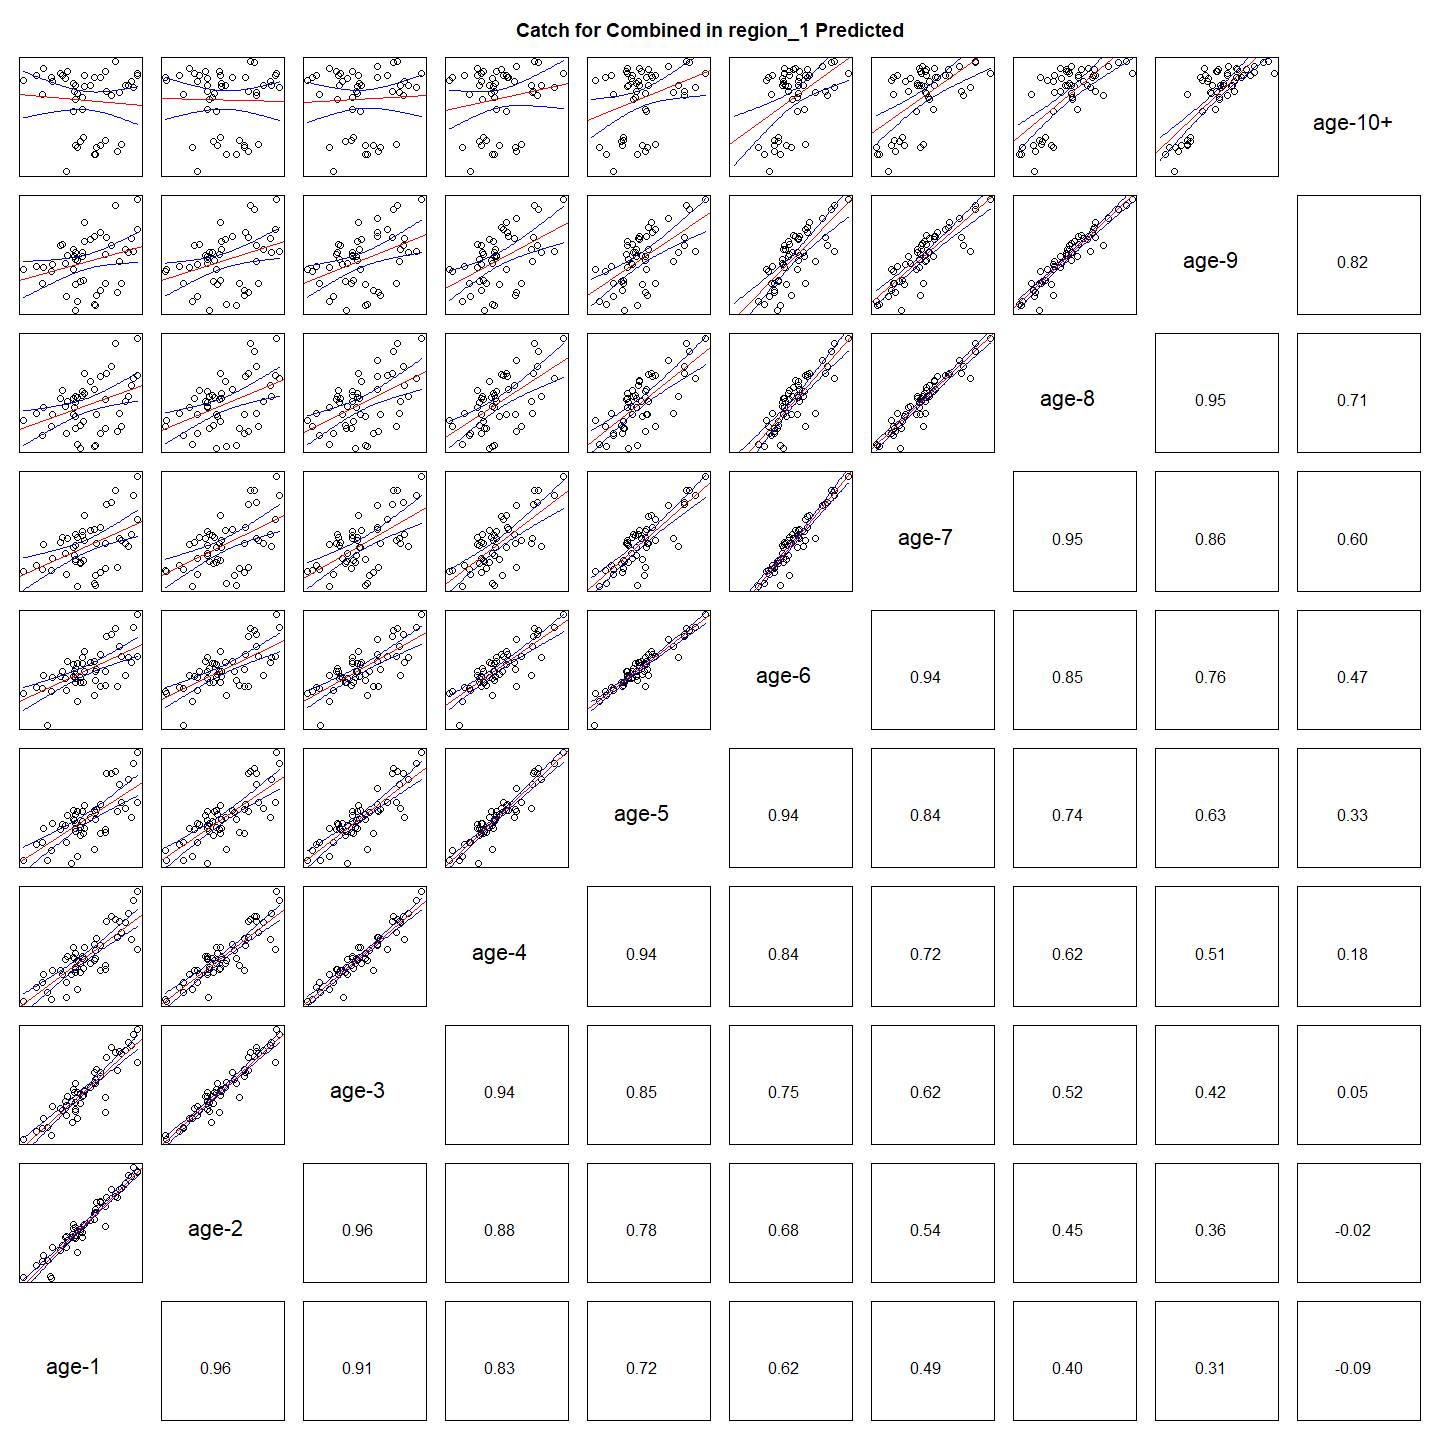 Catch for Combined in region_1 Predicted
age-10+
age-9 0.82
age-8 0.95 0.71
age-7 0.95 0.86 0.60
age-6 0.94 0.85 0.76 0.47
age-5 0.94 0.84 0.74 0.63 0.33
age-4 0.94 0.84 0.72 0.62 0.51 0.18
age-3 0.94 0.85 0.75 0.62 0.52 0.42 0.05
age-2 0.96 0.88 0.78 0.68 0.54 0.45 0.36 -0.02
age-1 0.96 0.91 0.83 0.72 0.62 0.49 0.40 0.31 -0.09